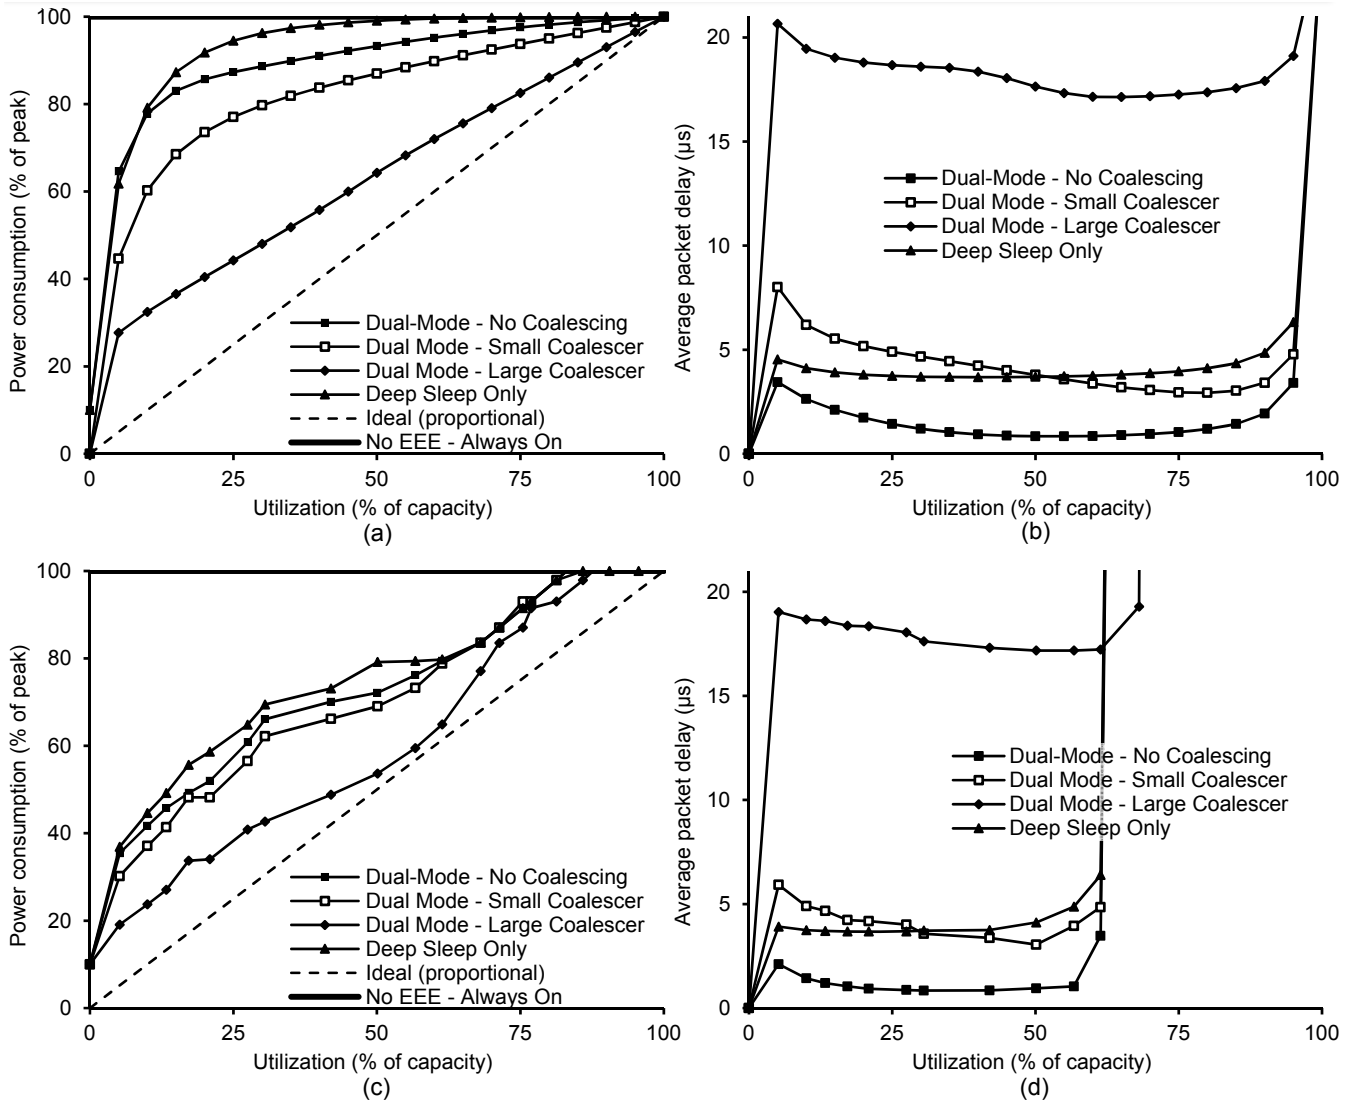 100
80
60
40
20
0
Power consumption (% of peak)
Dual-Mode - No Coalescing
Dual Mode - Small Coalescer
Dual Mode - Large Coalescer
Deep Sleep Only
Ideal (proportional)
No EEE - Always On
0 25 50 75 100
Utilization (% of capacity)
(a)
20
15
10
5
0
Average packet delay (μs)
Dual-Mode - No Coalescing
Dual Mode - Small Coalescer
Dual Mode - Large Coalescer
Deep Sleep Only
0 25 50 75 100
Utilization (% of capacity)
(b)
100
80
60
40
20
0
Power consumption (% of peak)
Dual-Mode - No Coalescing
Dual Mode - Small Coalescer
Dual Mode - Large Coalescer
Deep Sleep Only
Ideal (proportional)
No EEE - Always On
0 25 50 75 100
Utilization (% of capacity)
(c)
20
15
10
5
0
Average packet delay (μs)
Dual-Mode - No Coalescing
Dual Mode - Small Coalescer
Dual Mode - Large Coalescer
Deep Sleep Only
0 25 50 75 100
Utilization (% of capacity)
(d)